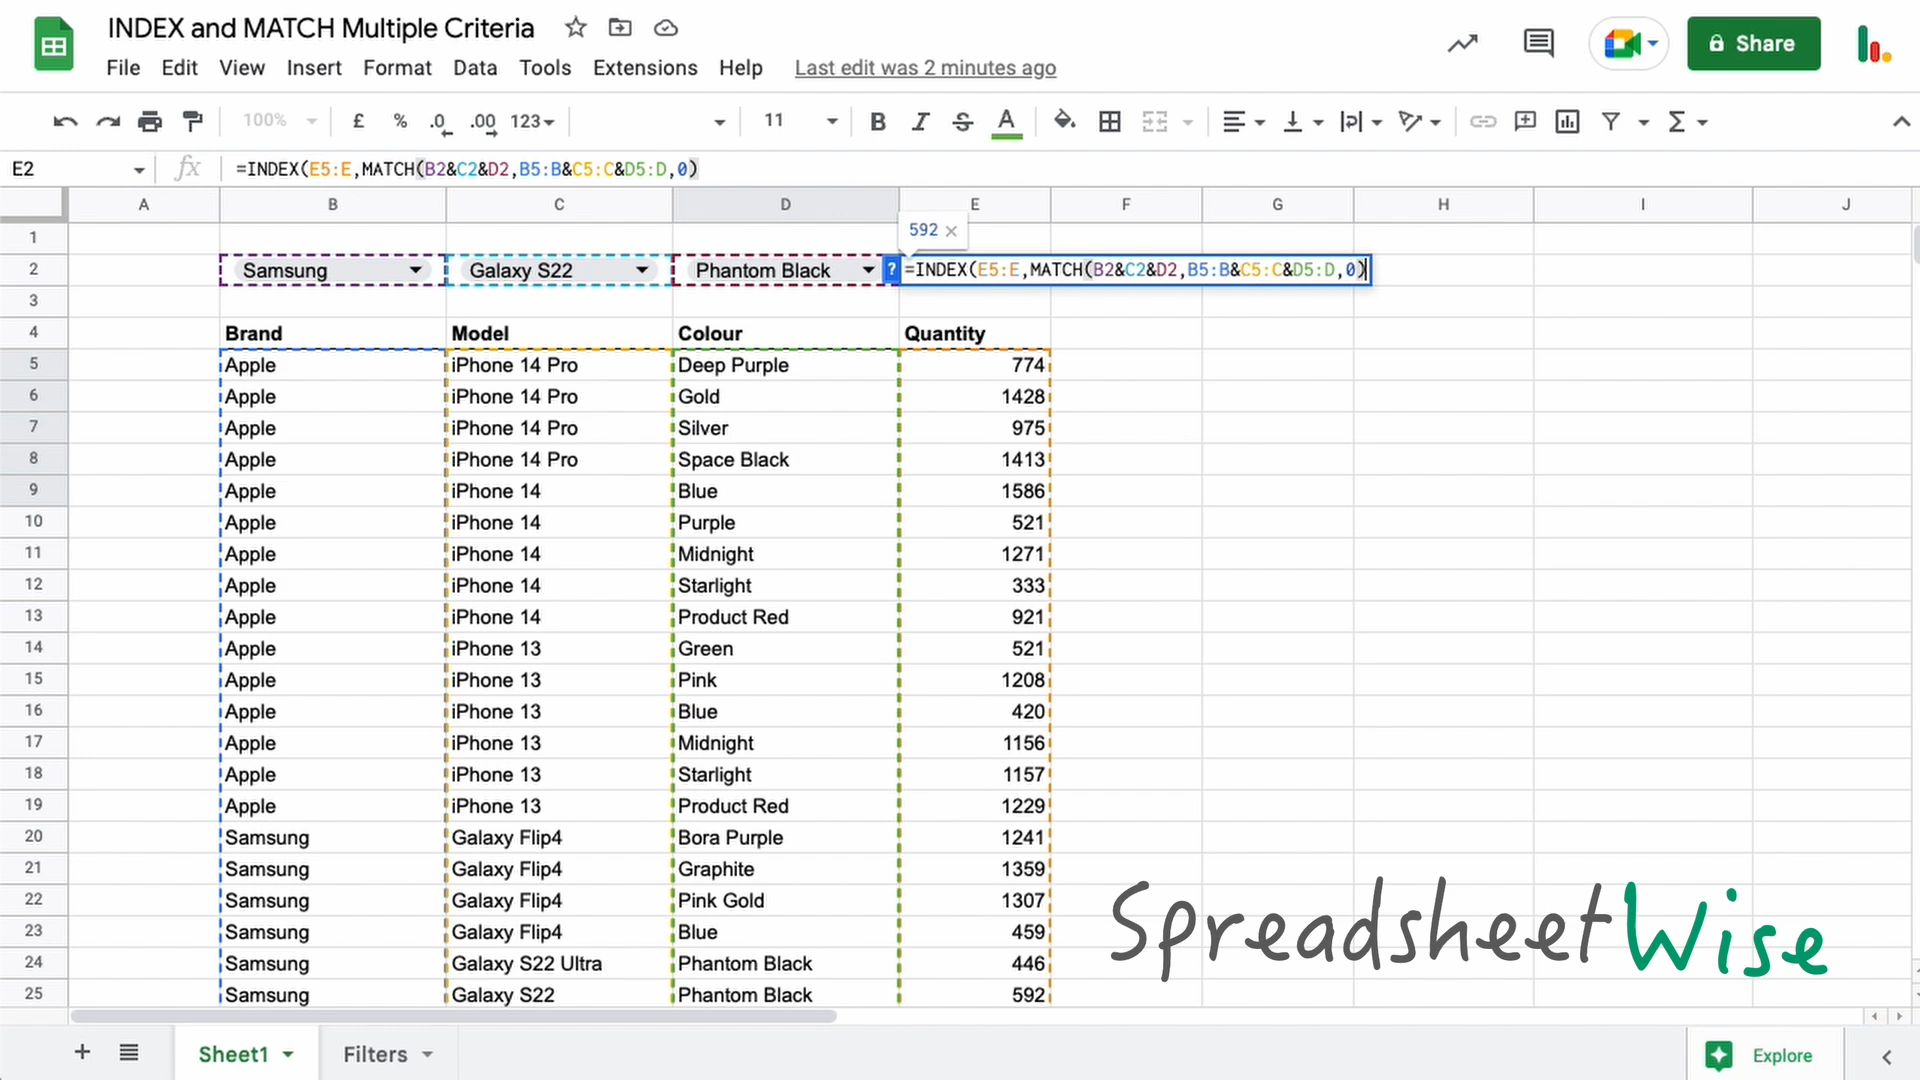 INDEX and MATCH Multiple Criteria
File Edit View Insert Format Data Tools Extensions Help Last edit was 2 minutes ago
Share
100% £ % .0 .00 123 11 B I S A Σ
E2 fx =INDEX(E5:E,MATCH(B2&C2&D2,B5:B&C5:C&D5:D,0)
A B C D E F G H I J
592 ×
1
2 Samsung Galaxy S22 Phantom Black ? =INDEX(E5:E,MATCH(B2&C2&D2,B5:B&C5:C&D5:D,0)
3
4 Brand Model Colour Quantity
5 Apple iPhone 14 Pro Deep Purple 774
6 Apple iPhone 14 Pro Gold 1428
7 Apple iPhone 14 Pro Silver 975
8 Apple iPhone 14 Pro Space Black 1413
9 Apple iPhone 14 Blue 1586
10 Apple iPhone 14 Purple 521
11 Apple iPhone 14 Midnight 1271
12 Apple iPhone 14 Starlight 333
13 Apple iPhone 14 Product Red 921
14 Apple iPhone 13 Green 521
15 Apple iPhone 13 Pink 1208
16 Apple iPhone 13 Blue 420
17 Apple iPhone 13 Midnight 1156
18 Apple iPhone 13 Starlight 1157
19 Apple iPhone 13 Product Red 1229
20 Samsung Galaxy Flip4 Bora Purple 1241
21 Samsung Galaxy Flip4 Graphite 1359
22 Samsung Galaxy Flip4 Pink Gold 1307
23 Samsung Galaxy Flip4 Blue 459
24 Samsung Galaxy S22 Ultra Phantom Black 446
25 Samsung Galaxy S22 Phantom Black 592
SpreadsheetWise
Sheet1 Filters Explore